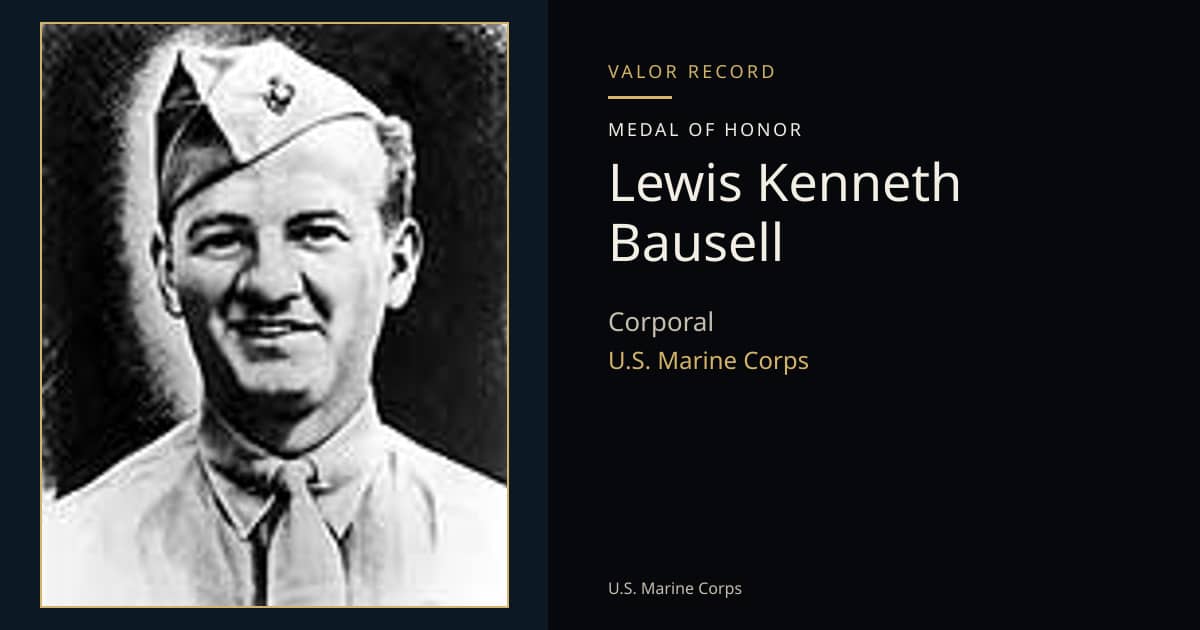 VALOR RECORD
MEDAL OF HONOR
Lewis Kenneth
Bausell
Corporal
U.S. Marine Corps
U.S. Marine Corps